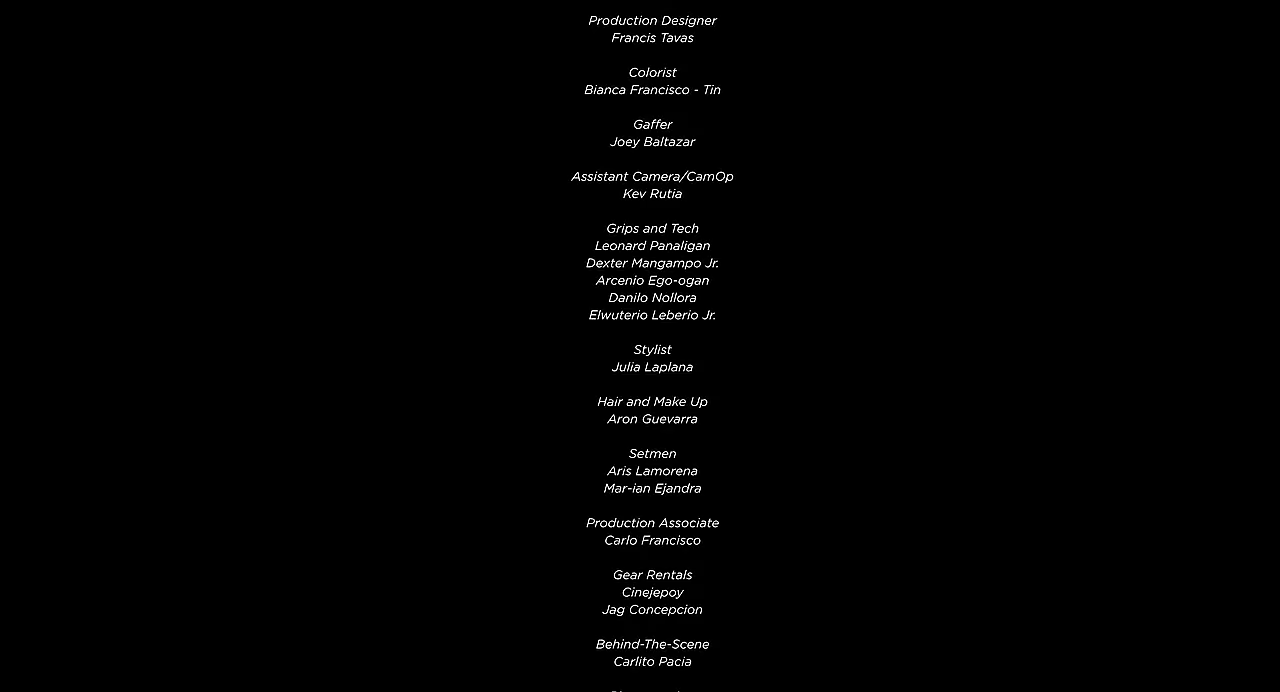 Production Designer
Francis Tavas
Colorist
Bianca Francisco - Tin
Gaffer
Joey Baltazar
Assistant Camera/CamOp
Kev Rutia
Grips and Tech
Leonard Panaligan
Dexter Mangampo Jr.
Arcenio Ego-ogan
Danilo Nollora
Elwuterio Leberio Jr.
Stylist
Julia Laplana
Hair and Make Up
Aron Guevarra
Setmen
Aris Lamorena
Mar-ian Ejandra
Production Associate
Carlo Francisco
Gear Rentals
Cinejepoy
Jag Concepcion
Behind-The-Scene
Carlito Pacia